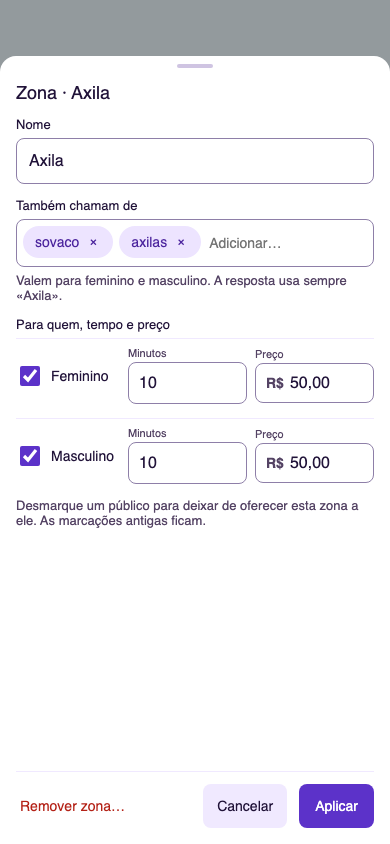 Zona · Axila
Nome
Axila
Também chamam de
sovaco × axilas × Adicionar…
Valem para feminino e masculino. A resposta usa sempre
«Axila».
Para quem, tempo e preço
Minutos Preço
Feminino 10 R$ 50,00
Minutos Preço
Masculino 10 R$ 50,00
Desmarque um público para deixar de oferecer esta zona a
ele. As marcações antigas ficam.
Remover zona… Cancelar Aplicar